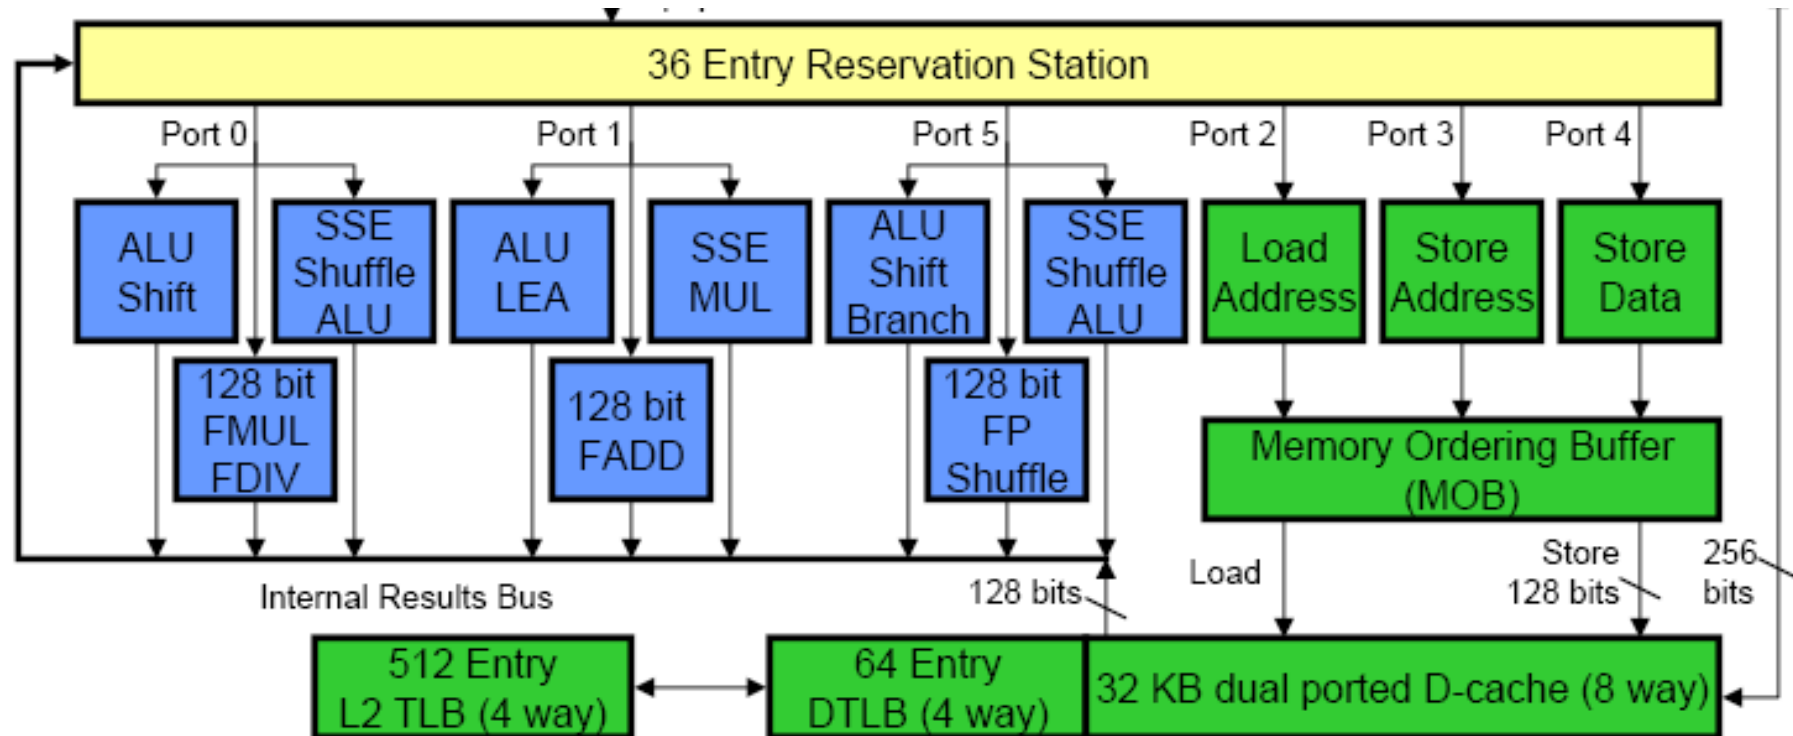 36 Entry Reservation Station
Port 0
Port 1
Port 5
Port 2
Port 3
Port 4
ALU
Shift
SSE
Shuffle
ALU
ALU
LEA
SSE
MUL
ALU
Shift
Branch
SSE
Shuffle
ALU
Load
Address
Store
Address
Store
Data
128 bit
FMUL
FDIV
128 bit
FADD
128 bit
FP
Shuffle
Memory Ordering Buffer
(MOB)
Internal Results Bus
128 bits
Load
Store
128 bits
256
bits
512 Entry
L2 TLB (4 way)
64 Entry
DTLB (4 way)
32 KB dual ported D-cache (8 way)